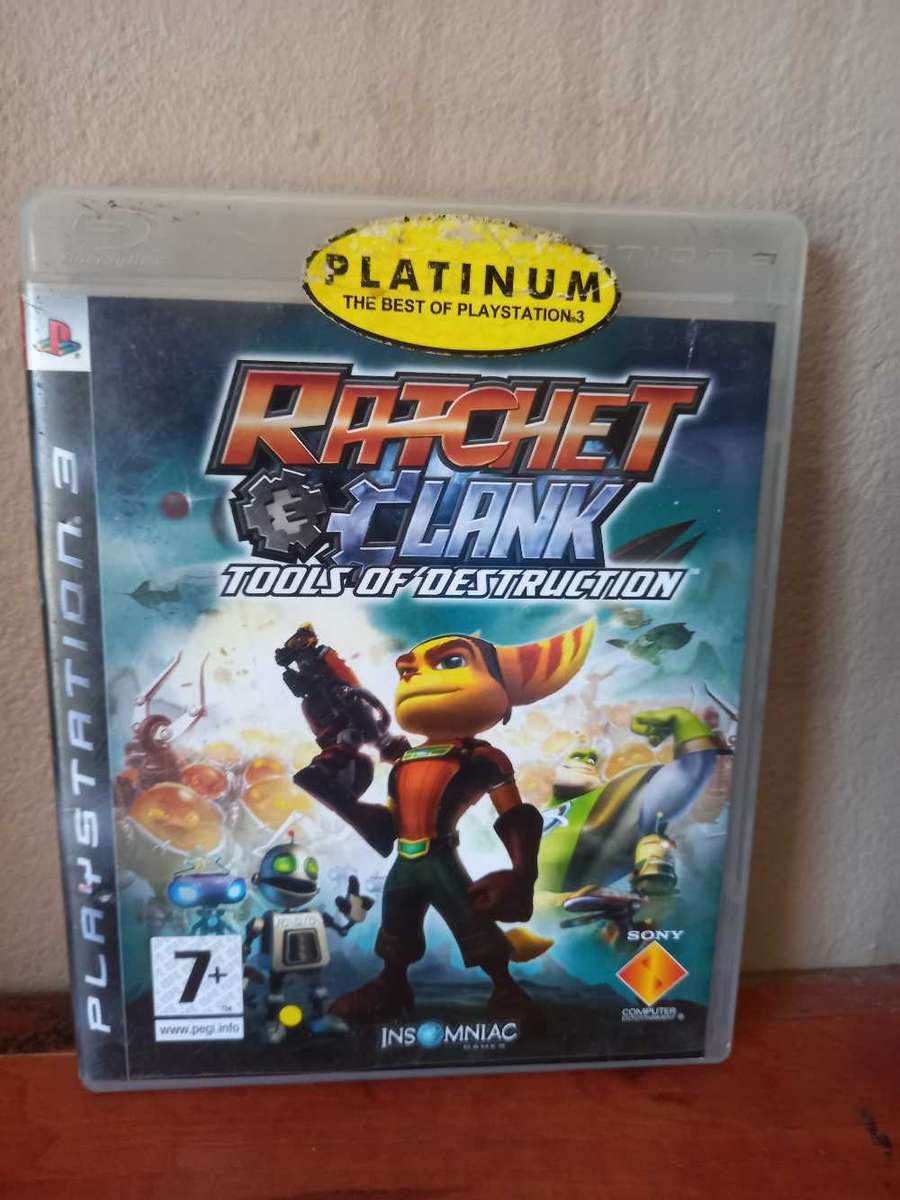 PLATINUM
THE BEST OF PLAYSTATION 3
PLAYSTATION 3
RATCHET
& CLANK
TOOLS OF DESTRUCTION™
7+
www.pegi.info
INSOMNIAC
GAMES
SONY
COMPUTER
ENTERTAINMENT®